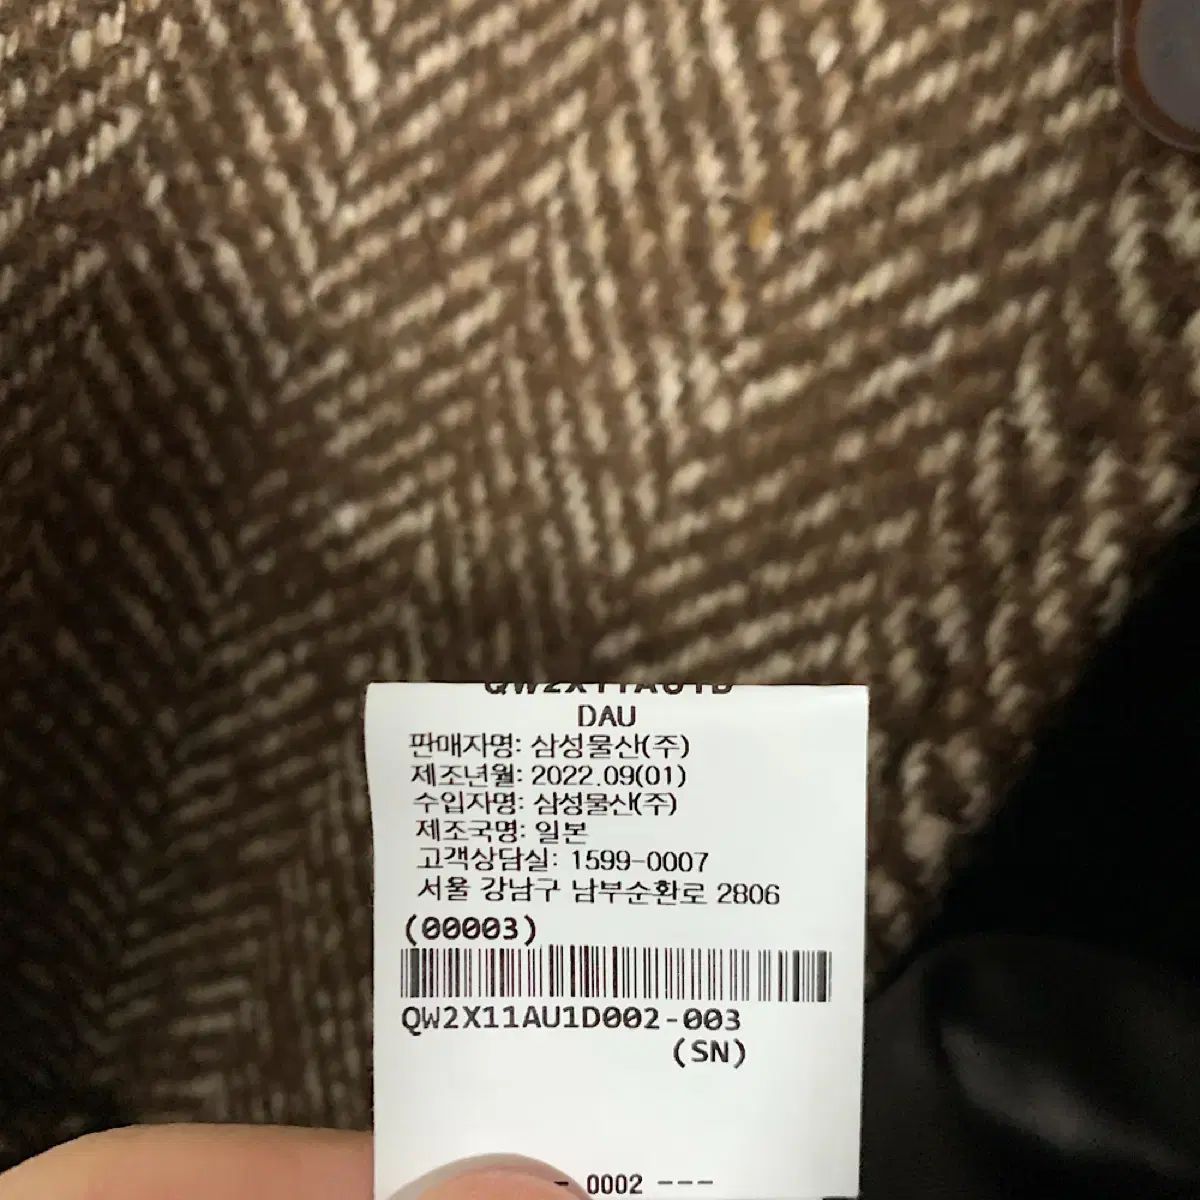 QW2X11AU1D
DAU
판매자명: 삼성물산(주)
제조년월: 2022.09(01)
수입자명: 삼성물산(주)
제조국명: 일본
고객상담실: 1599-0007
서울 강남구 남부순환로 2806
(00003)
QW2X11AU1D002-003
(SN)
- 0002 ---